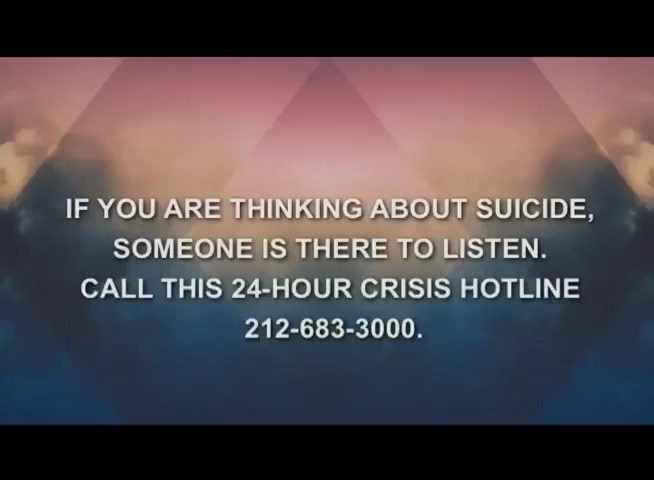 IF YOU ARE THINKING ABOUT SUICIDE,
SOMEONE IS THERE TO LISTEN.
CALL THIS 24-HOUR CRISIS HOTLINE
212-683-3000.